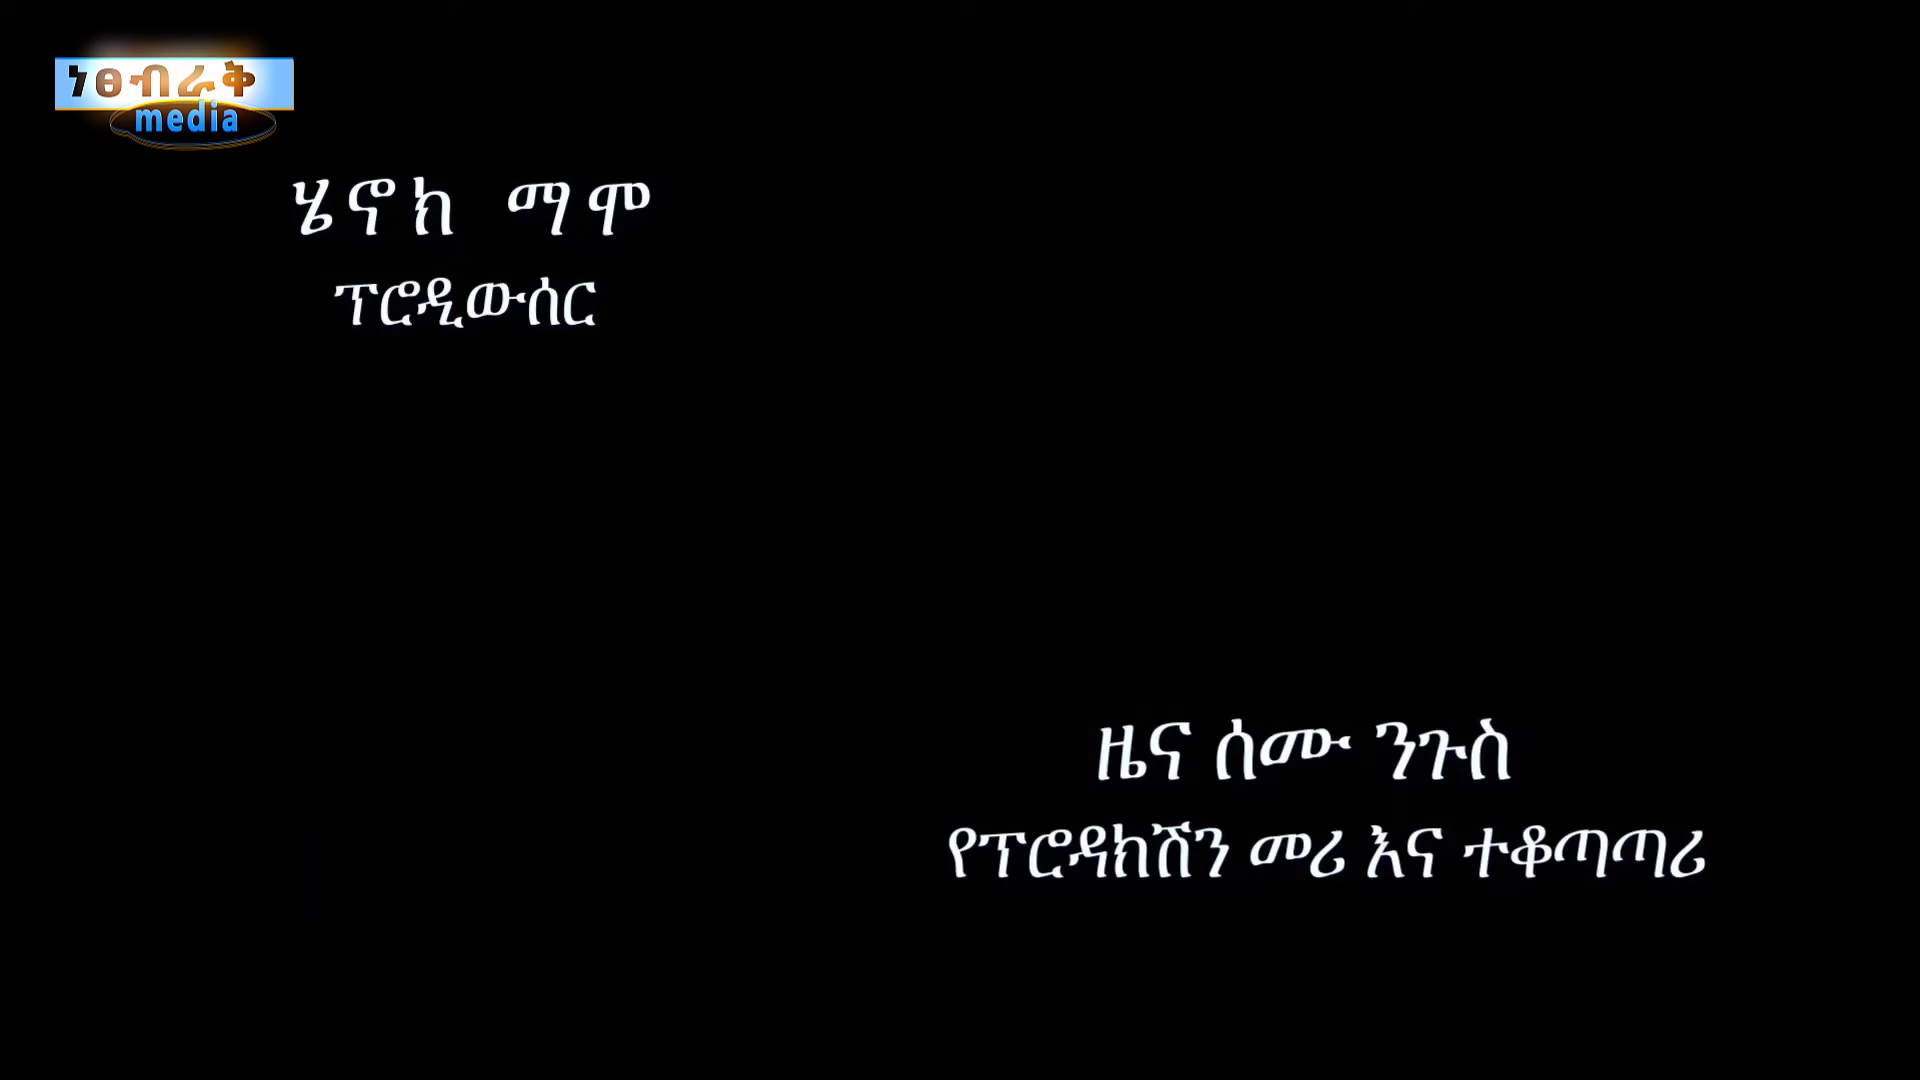 ነፀብራቅ
media
ሄኖክ ማሞ
ፕሮዲውሰር
ዜና ሰሙ ንጉስ
የፕሮዳክሽን መሪ እና ተቆጣጣሪ